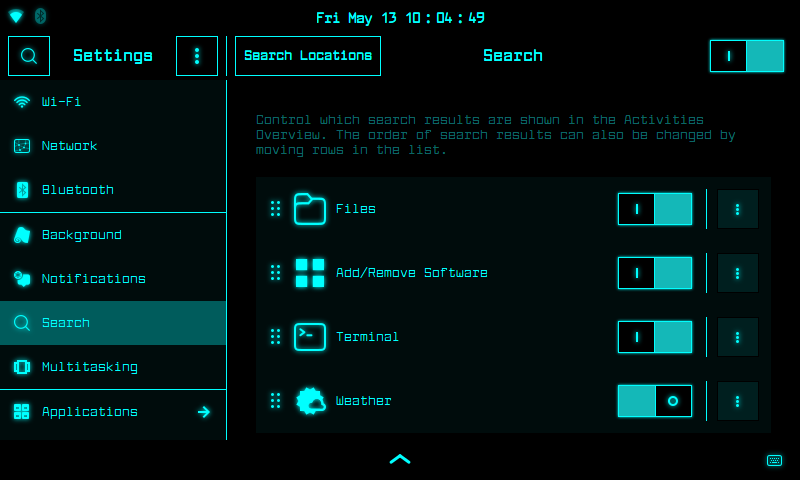 Fri May 13 10:04:49
Settings
Search Locations
Search
Wi-Fi
Network
Bluetooth
Background
Notifications
Search
Multitasking
Applications
Control which search results are shown in the Activities
Overview. The order of search results can also be changed by
moving rows in the list.
Files
Add/Remove Software
Terminal
Weather